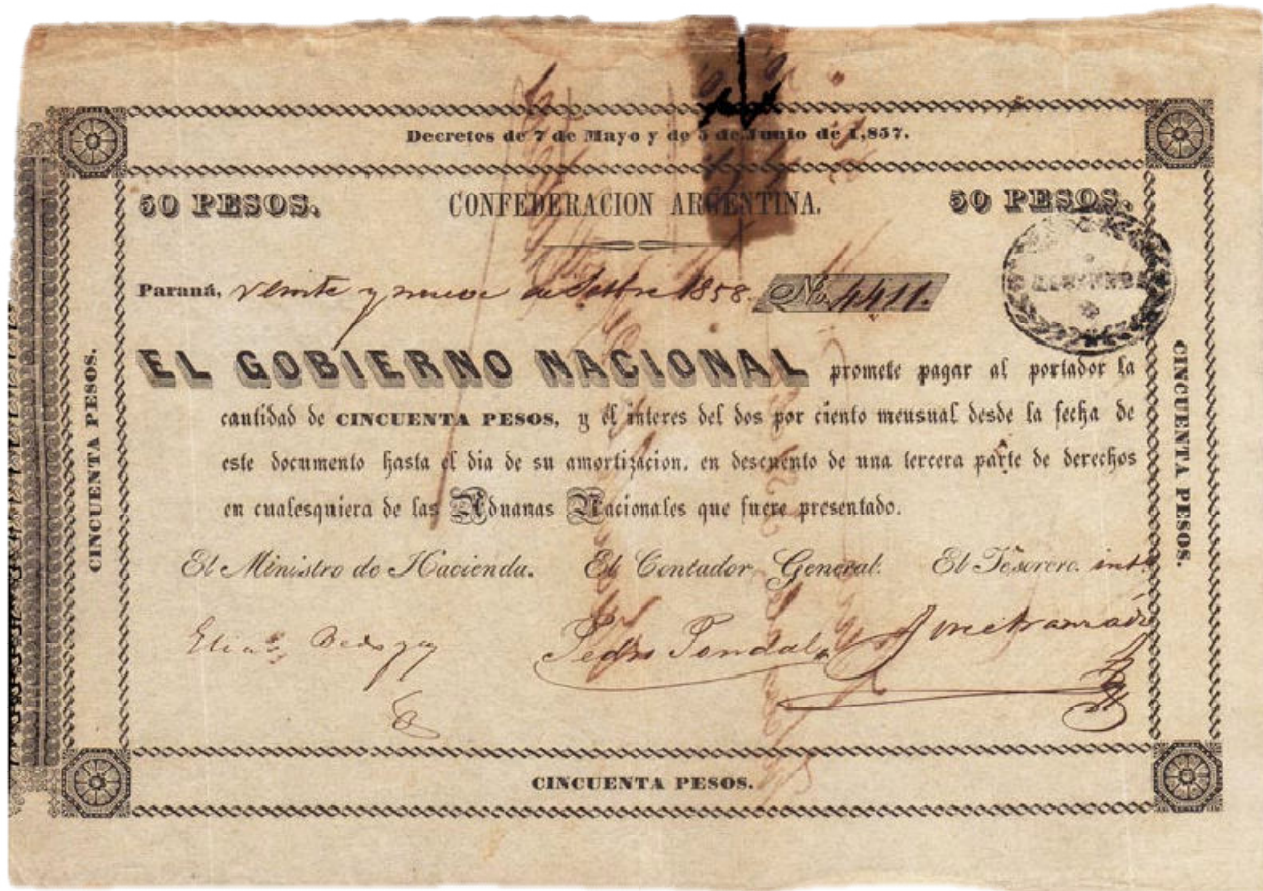 Decretos de 7 de Mayo y de 5 de Junio de 1,857.
50 PESOS. CONFEDERACION ARGENTINA. 50 PESOS.
Paraná, veinte y nueve de Setbre 1858. No. 4411.
EL GOBIERNO NACIONAL promete pagar al portador la
cantidad de CINCUENTA PESOS, y el interes del dos por ciento mensual desde la fecha de
este documento hasta el dia de su amortizacion, en descuento de una tercera parte de derechos
en cualesquiera de las Aduanas Nacionales que fuere presentado.
El Ministro de Hacienda. El Contador General. El Tesorero. int.
Elias Bedoya Pedro Pondal
CINCUENTA PESOS.
CINCUENTA PESOS.
CINCUENTA PESOS.